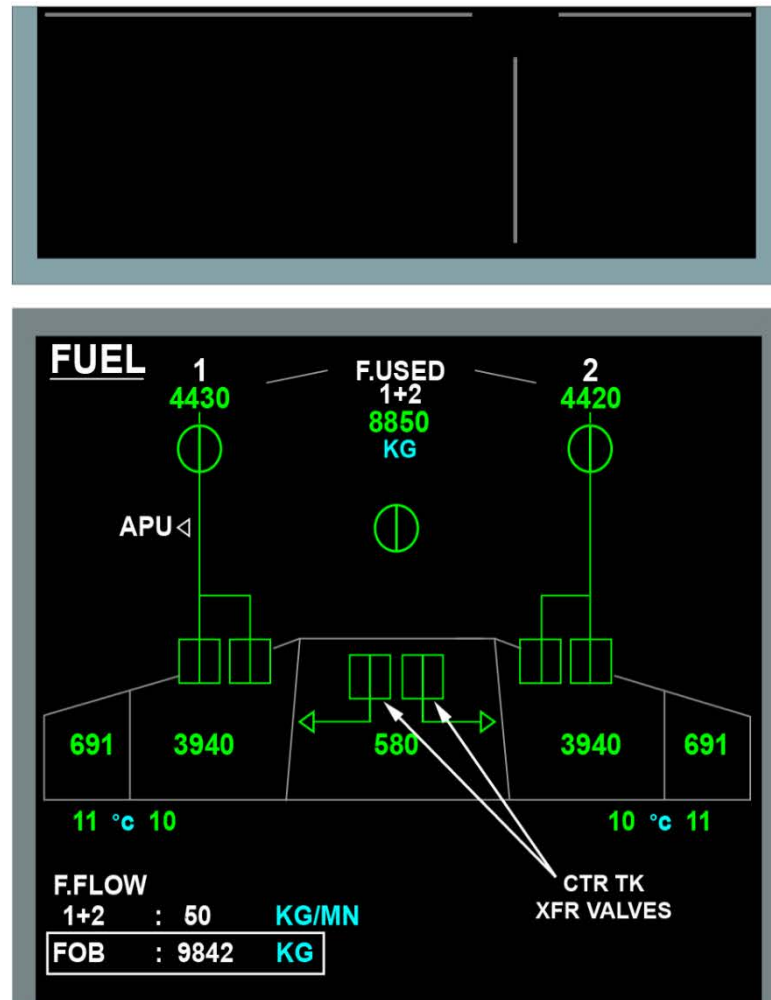 FUEL
1 F.USED 2
4430 1+2 4420
8850
KG
APU
691 3940 580 3940 691
11 °c 10 10 °c 11
F.FLOW
1+2 : 50 KG/MN
FOB : 9842 KG
CTR TK
XFR VALVES